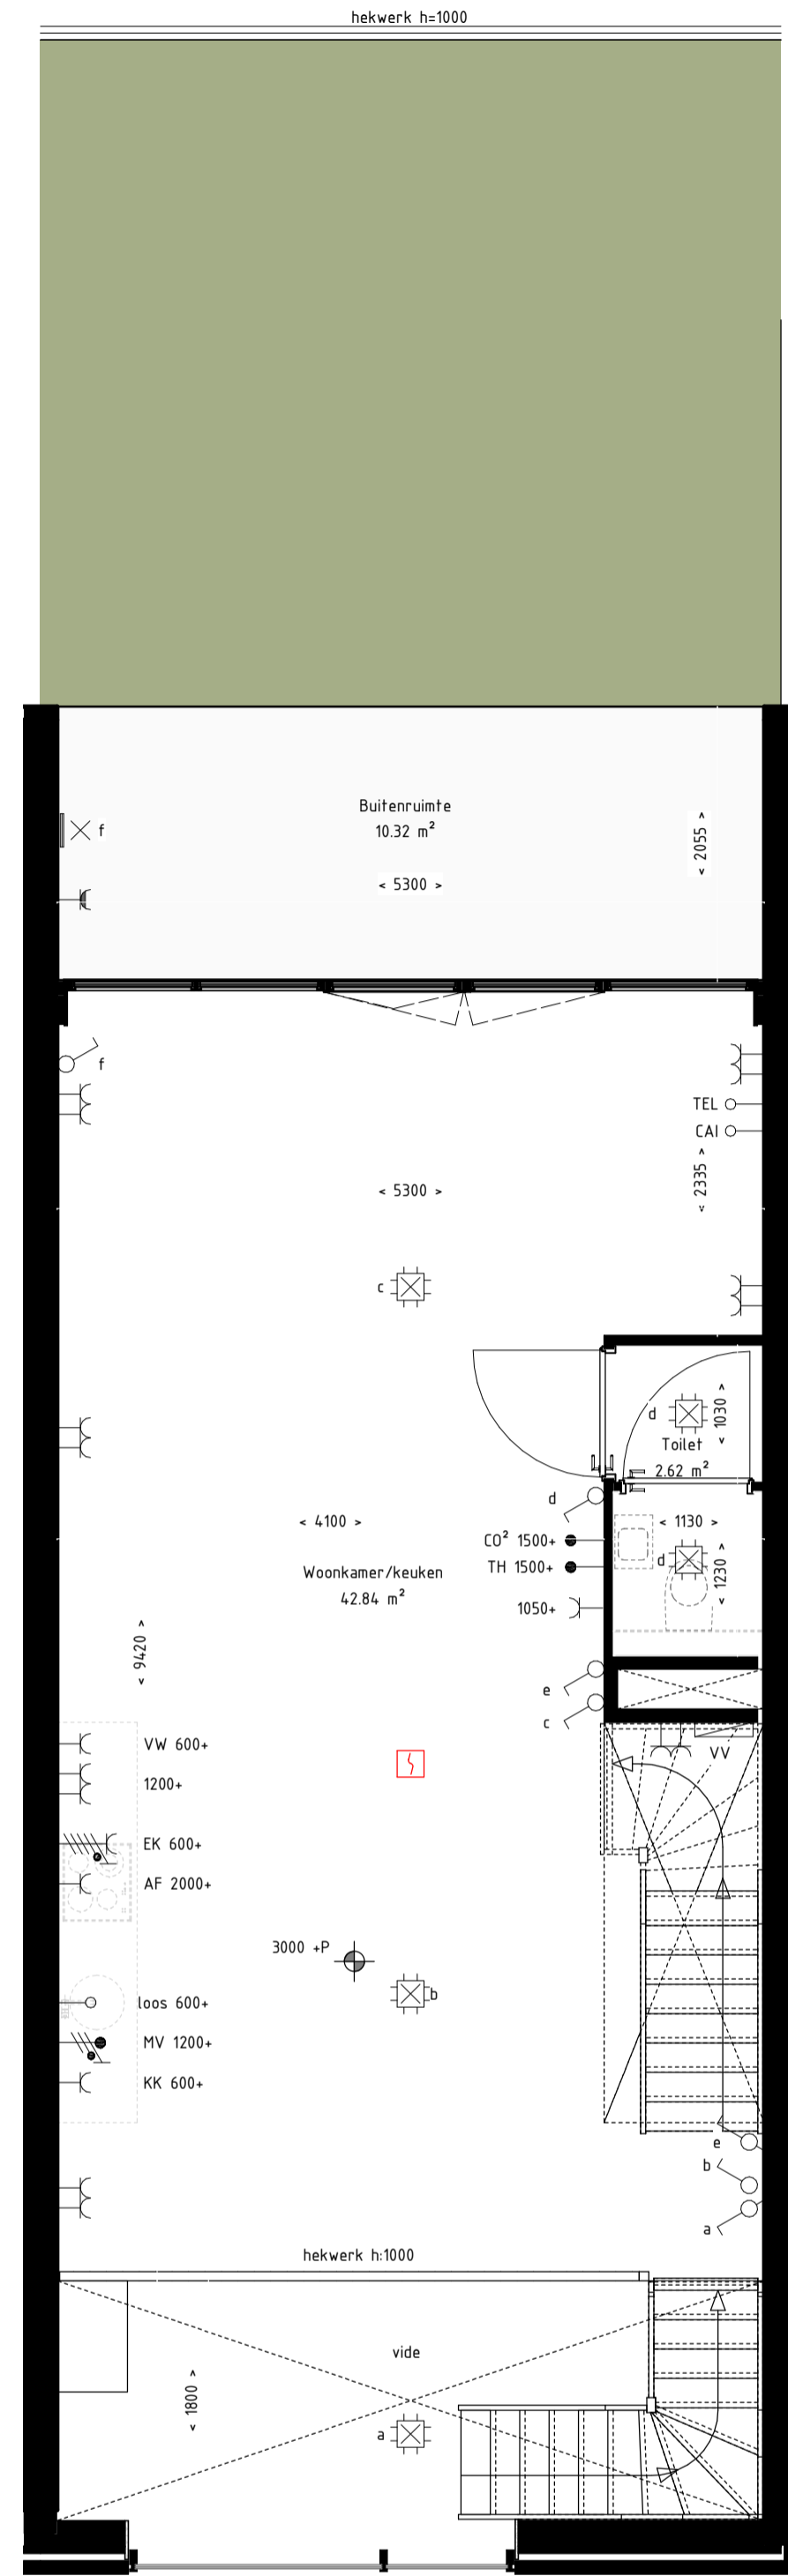 hekwerk h=1000
Buitenruimte
10.32 m²
f
< 2055 >
< 5300 >
f
TEL
CAI
< 2335 >
< 5300 >
c
d
< 1030 >
Toilet
2.62 m²
d
< 4100 >
< 1130 >
CO² 1500+
d
TH 1500+
< 1230 >
Woonkamer/keuken
42.84 m²
1050+
< 9420 >
e
c
VW 600+
VV
1200+
EK 600+
AF 2000+
3000 +P
b
loos 600+
MV 1200+
KK 600+
e
b
a
hekwerk h:1000
vide
< 1800 >
a